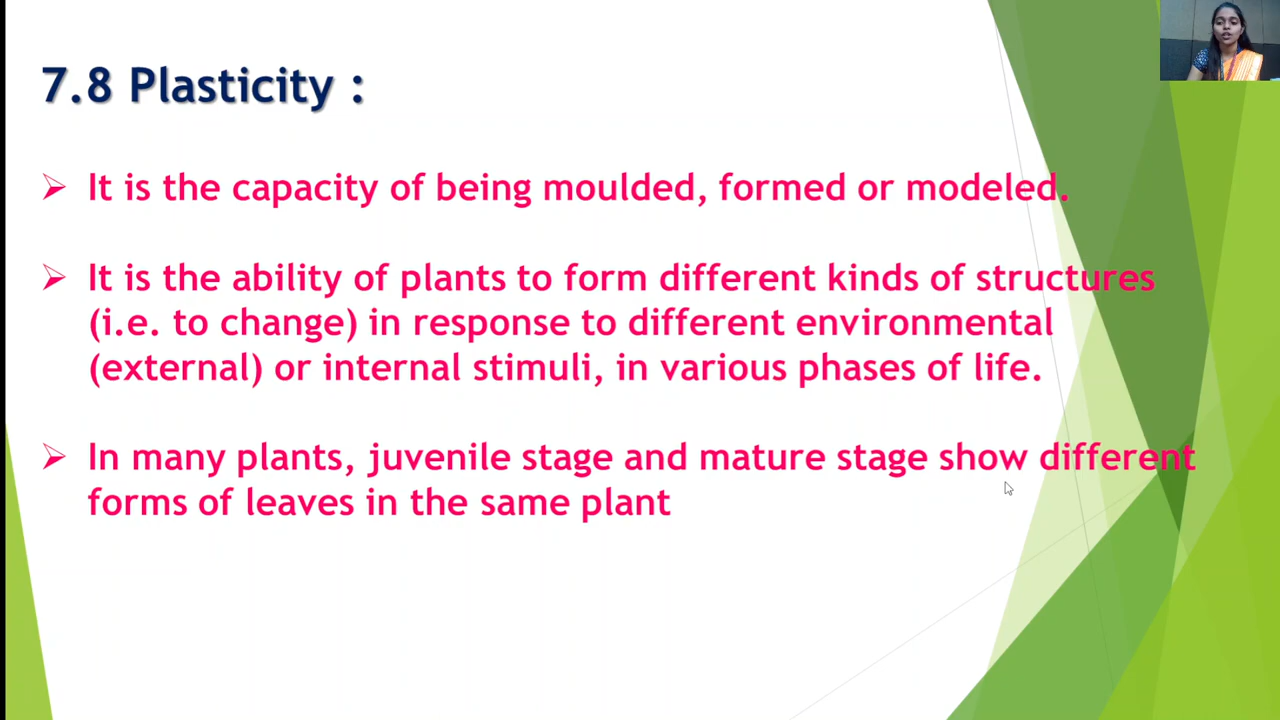 7.8 Plasticity :
It is the capacity of being moulded, formed or modeled.
It is the ability of plants to form different kinds of structures
(i.e. to change) in response to different environmental
(external) or internal stimuli, in various phases of life.
In many plants, juvenile stage and mature stage show different
forms of leaves in the same plant